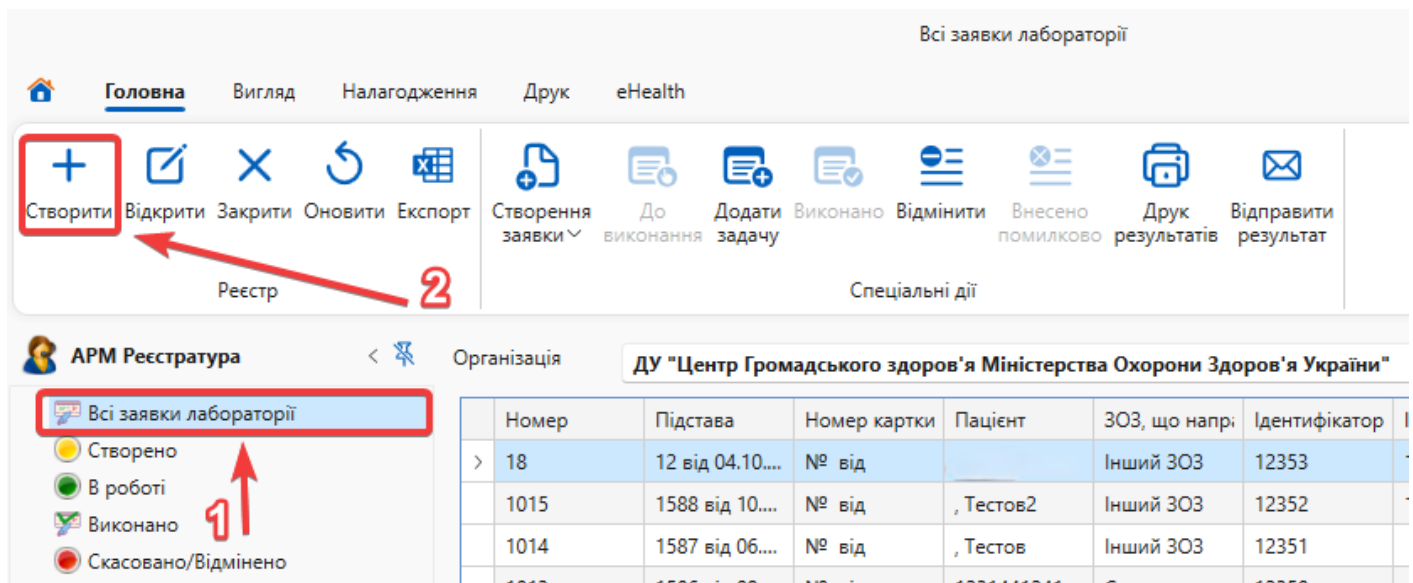 Всі заявки лабораторії
Головна Вигляд Налагодження Друк eHealth
Створити Відкрити Закрити Оновити Експорт Створення заявки До виконання Додати задачу Виконано Відмінити Внесено помилково Друк результатів Відправити результат
Реєстр 2 Спеціальні дії
АРМ Реєстратура Організація ДУ "Центр Громадського здоров'я Міністерства Охорони Здоров'я України"
Всі заявки лабораторії
Створено
В роботі
1
Виконано
Скасовано/Відмінено
Номер Підстава Номер картки Пацієнт ЗОЗ, що напра Ідентифікатор
18 12 від 04.10.... № від Інший ЗОЗ 12353
1015 1588 від 10.... № від , Тестов2 Інший ЗОЗ 12352
1014 1587 від 06.... № від , Тестов Інший ЗОЗ 12351